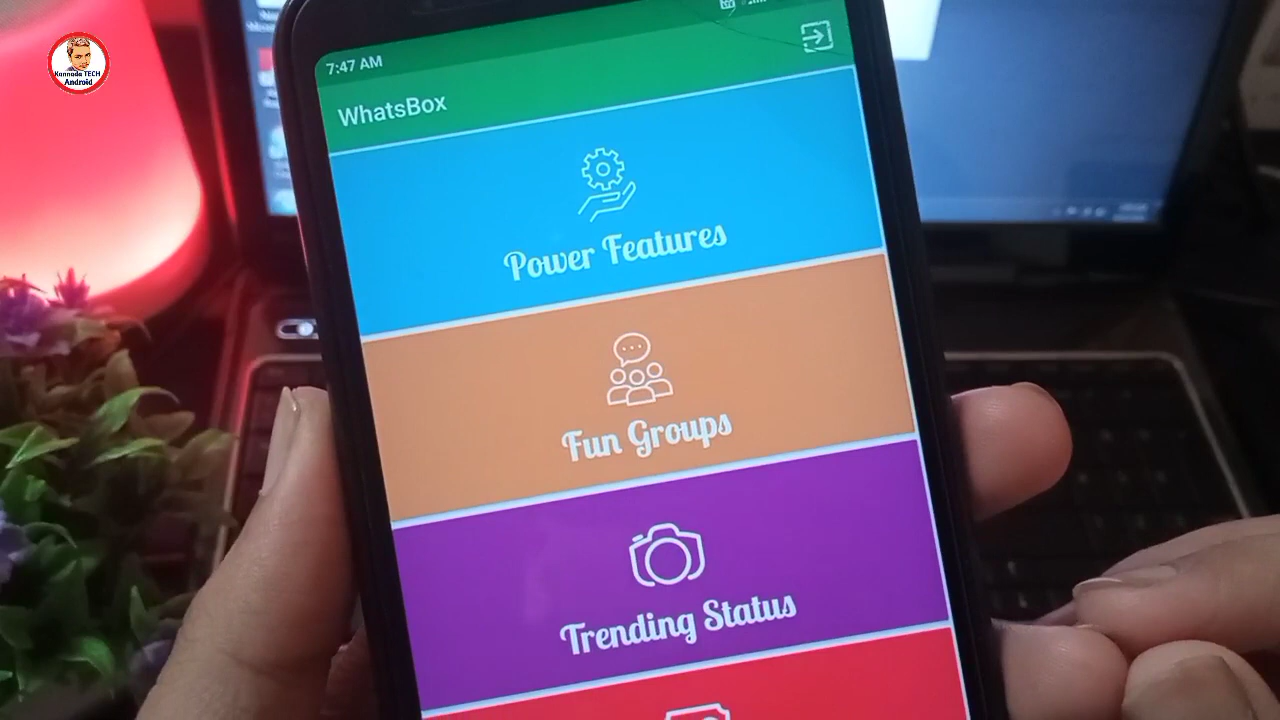 Kannada TECH
Android
7:47 AM
WhatsBox
Power Features
Fun Groups
Trending Status